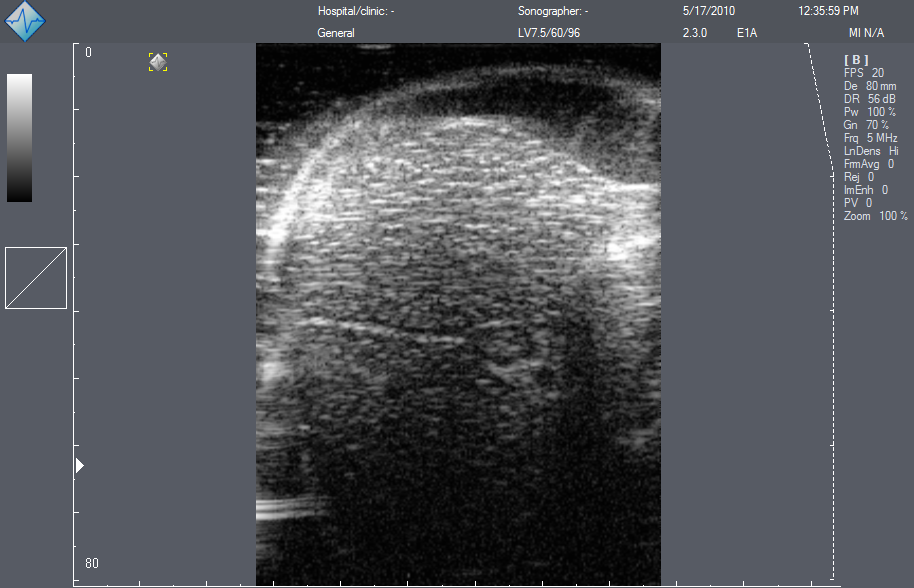 Hospital/clinic: - Sonographer: - 5/17/2010 12:35:59 PM
General LV7.5/60/96 2.3.0 E1A MI N/A
0
[ B ]
FPS 20
De 80 mm
DR 56 dB
Pw 100 %
Gn 70 %
Frq 5 MHz
LnDens Hi
FrmAvg 0
Rej 0
ImEnh 0
PV 0
Zoom 100 %
80